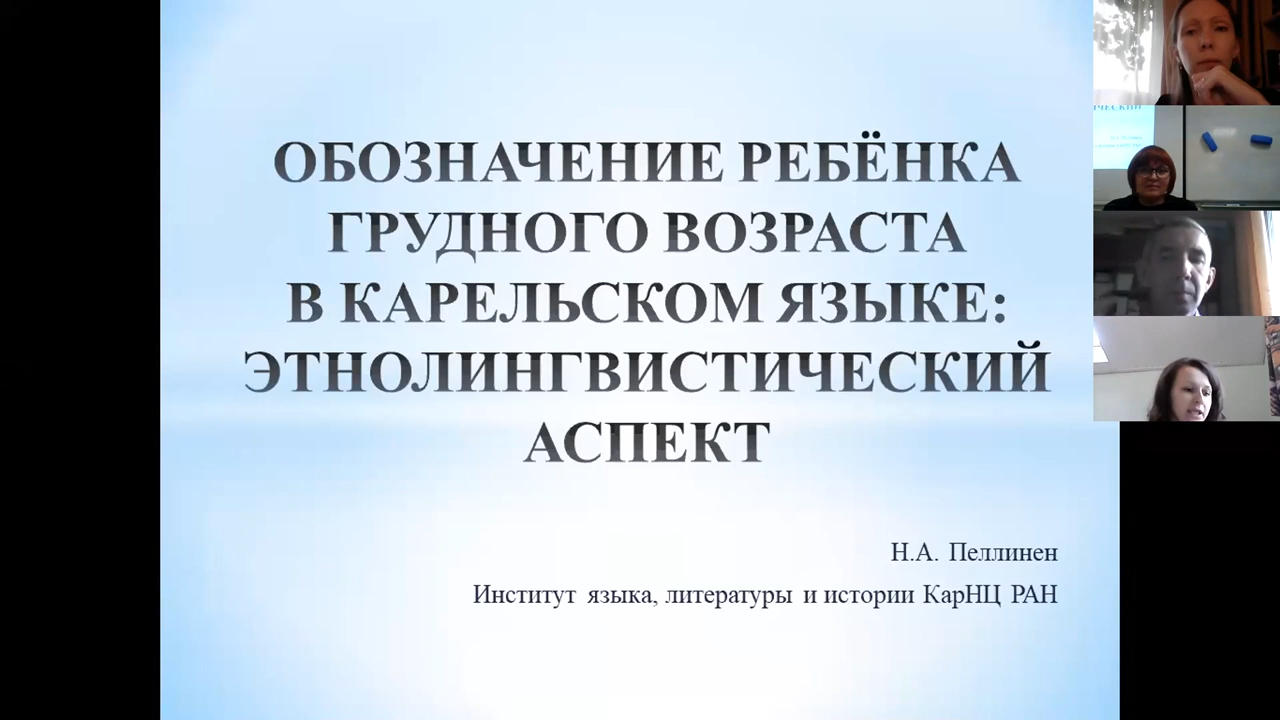 ОБОЗНАЧЕНИЕ РЕБЁНКА
ГРУДНОГО ВОЗРАСТА
В КАРЕЛЬСКОМ ЯЗЫКЕ:
ЭТНОЛИНГВИСТИЧЕСКИЙ
АСПЕКТ
Н.А. Пеллинен
Институт языка, литературы и истории КарНЦ РАН